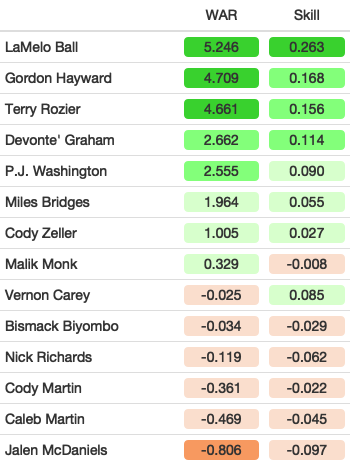 WAR Skill
LaMelo Ball 5.246 0.263
Gordon Hayward 4.709 0.168
Terry Rozier 4.661 0.156
Devonte' Graham 2.662 0.114
P.J. Washington 2.555 0.090
Miles Bridges 1.964 0.055
Cody Zeller 1.005 0.027
Malik Monk 0.329 -0.008
Vernon Carey -0.025 0.085
Bismack Biyombo -0.034 -0.029
Nick Richards -0.119 -0.062
Cody Martin -0.361 -0.022
Caleb Martin -0.469 -0.045
Jalen McDaniels -0.806 -0.097